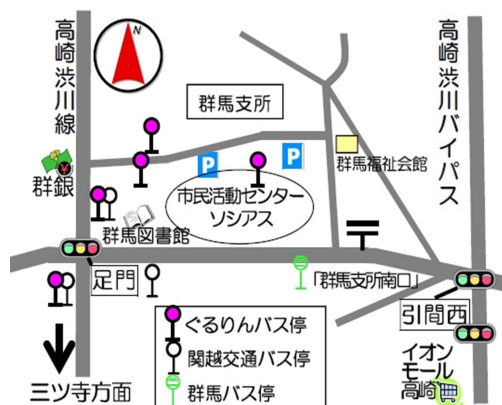 高崎渋川線
群馬支所
高崎渋川バイパス
P
P
群馬福祉会館
群銀
¥
市民活動センター
ソシアス
群馬図書館
足門
「群馬支所南口」
引間西
ぐるりんバス停
関越交通バス停
群馬バス停
イオン
モール
高崎
三ツ寺方面